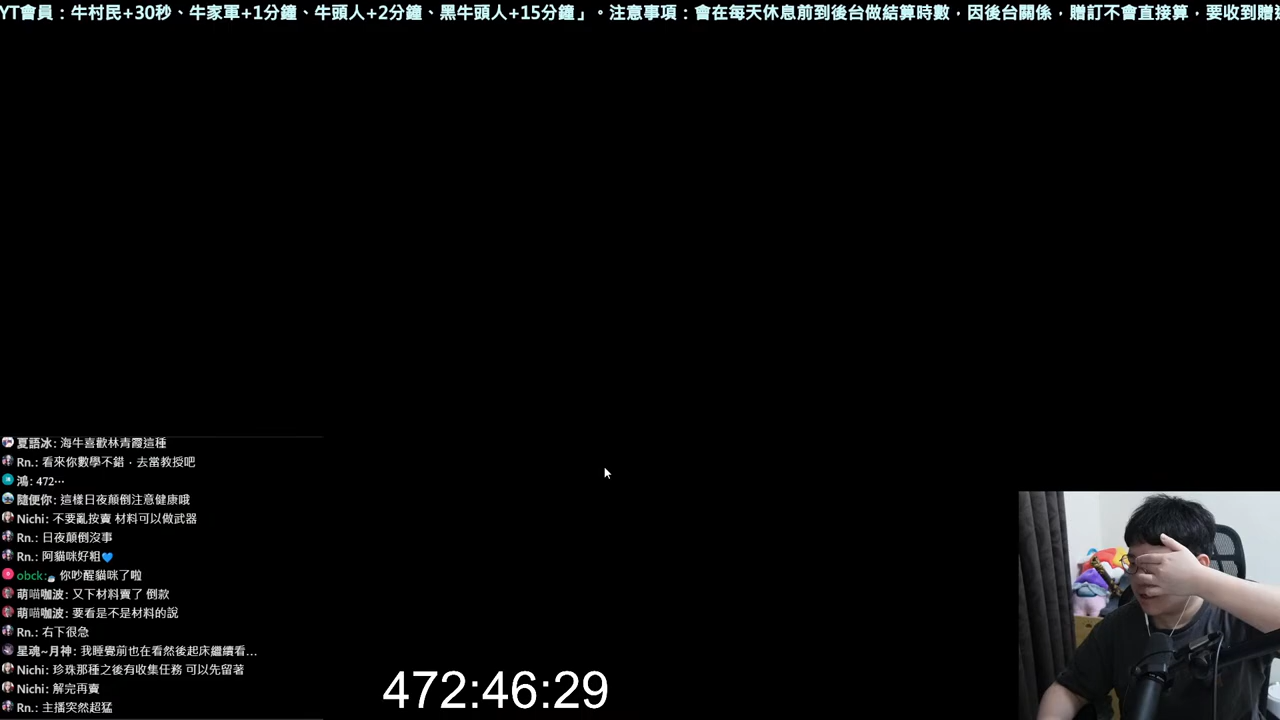 YT會員：牛村民+30秒、牛家軍+1分鐘、牛頭人+2分鐘、黑牛頭人+15分鐘」。注意事項：會在每天休息前到後台做結算時數，因後台關係，贈訂不會直接算，要收到贈
夏語冰: 海牛喜歡林青霞這種
Rn.: 看來你數學不錯，去當教授吧
鴻: 472⋯
隨便你: 這樣日夜顛倒注意健康哦
Nichi: 不要亂按賣 材料可以做武器
Rn.: 日夜顛倒沒事
Rn.: 阿貓咪好粗💙
obck: 你吵醒貓咪了啦
萌喵咖波: 又下材料賣了 倒款
萌喵咖波: 要看是不是材料的說
Rn.: 右下很急
星魂~月神: 我睡覺前也在看然後起床繼續看…
Nichi: 珍珠那種之後有收集任務 可以先留著
Nichi: 解完再賣
Rn.: 主播突然超猛
472:46:29